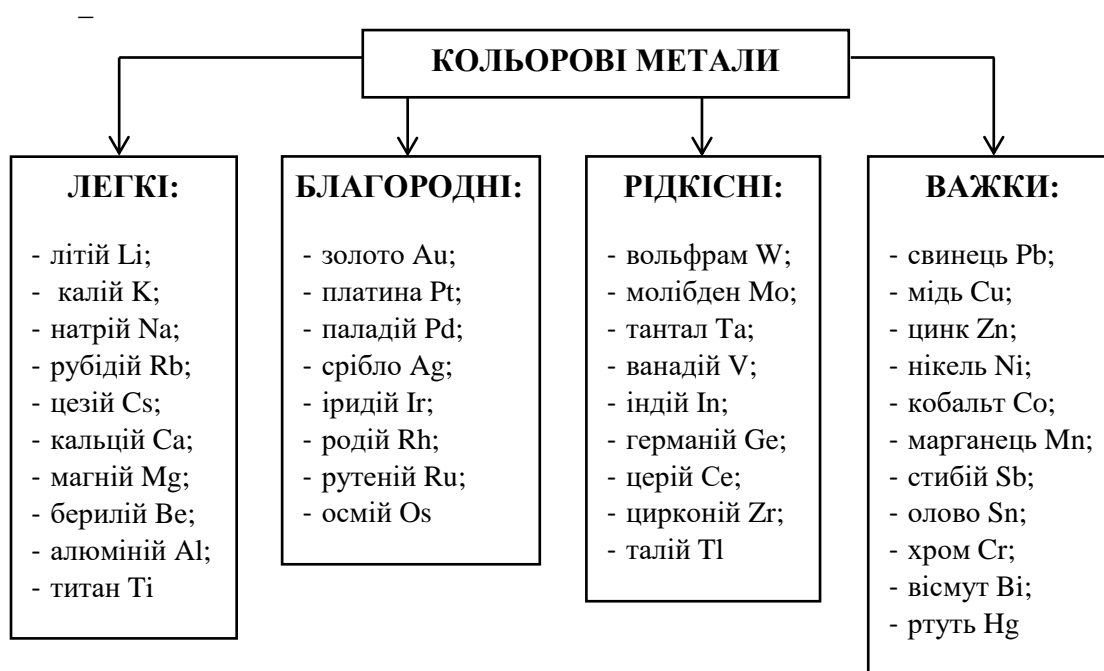 –
КОЛЬОРОВІ МЕТАЛИ
ЛЕГКІ:
- літій Li;
- калій K;
- натрій Na;
- рубідій Rb;
- цезій Cs;
- кальцій Ca;
- магній Mg;
- берилій Be;
- алюміній Al;
- титан Ti
БЛАГОРОДНІ:
- золото Au;
- платина Pt;
- паладій Pd;
- срібло Ag;
- іридій Ir;
- родій Rh;
- рутеній Ru;
- осмій Os
РІДКІСНІ:
- вольфрам W;
- молібден Mo;
- тантал Ta;
- ванадій V;
- індій In;
- германій Ge;
- церій Ce;
- цирконій Zr;
- талій Tl
ВАЖКИ:
- свинець Pb;
- мідь Cu;
- цинк Zn;
- нікель Ni;
- кобальт Co;
- марганець Mn;
- стибій Sb;
- олово Sn;
- хром Cr;
- вісмут Bi;
- ртуть Hg